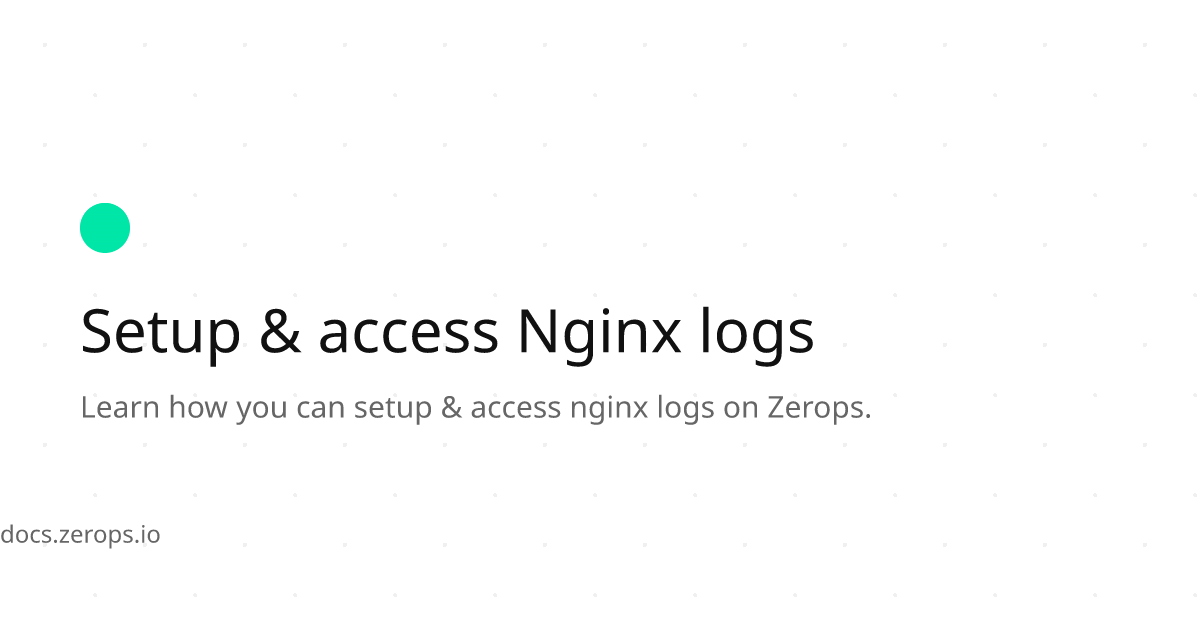 Setup & access Nginx logs
Learn how you can setup & access nginx logs on Zerops.
docs.zerops.io